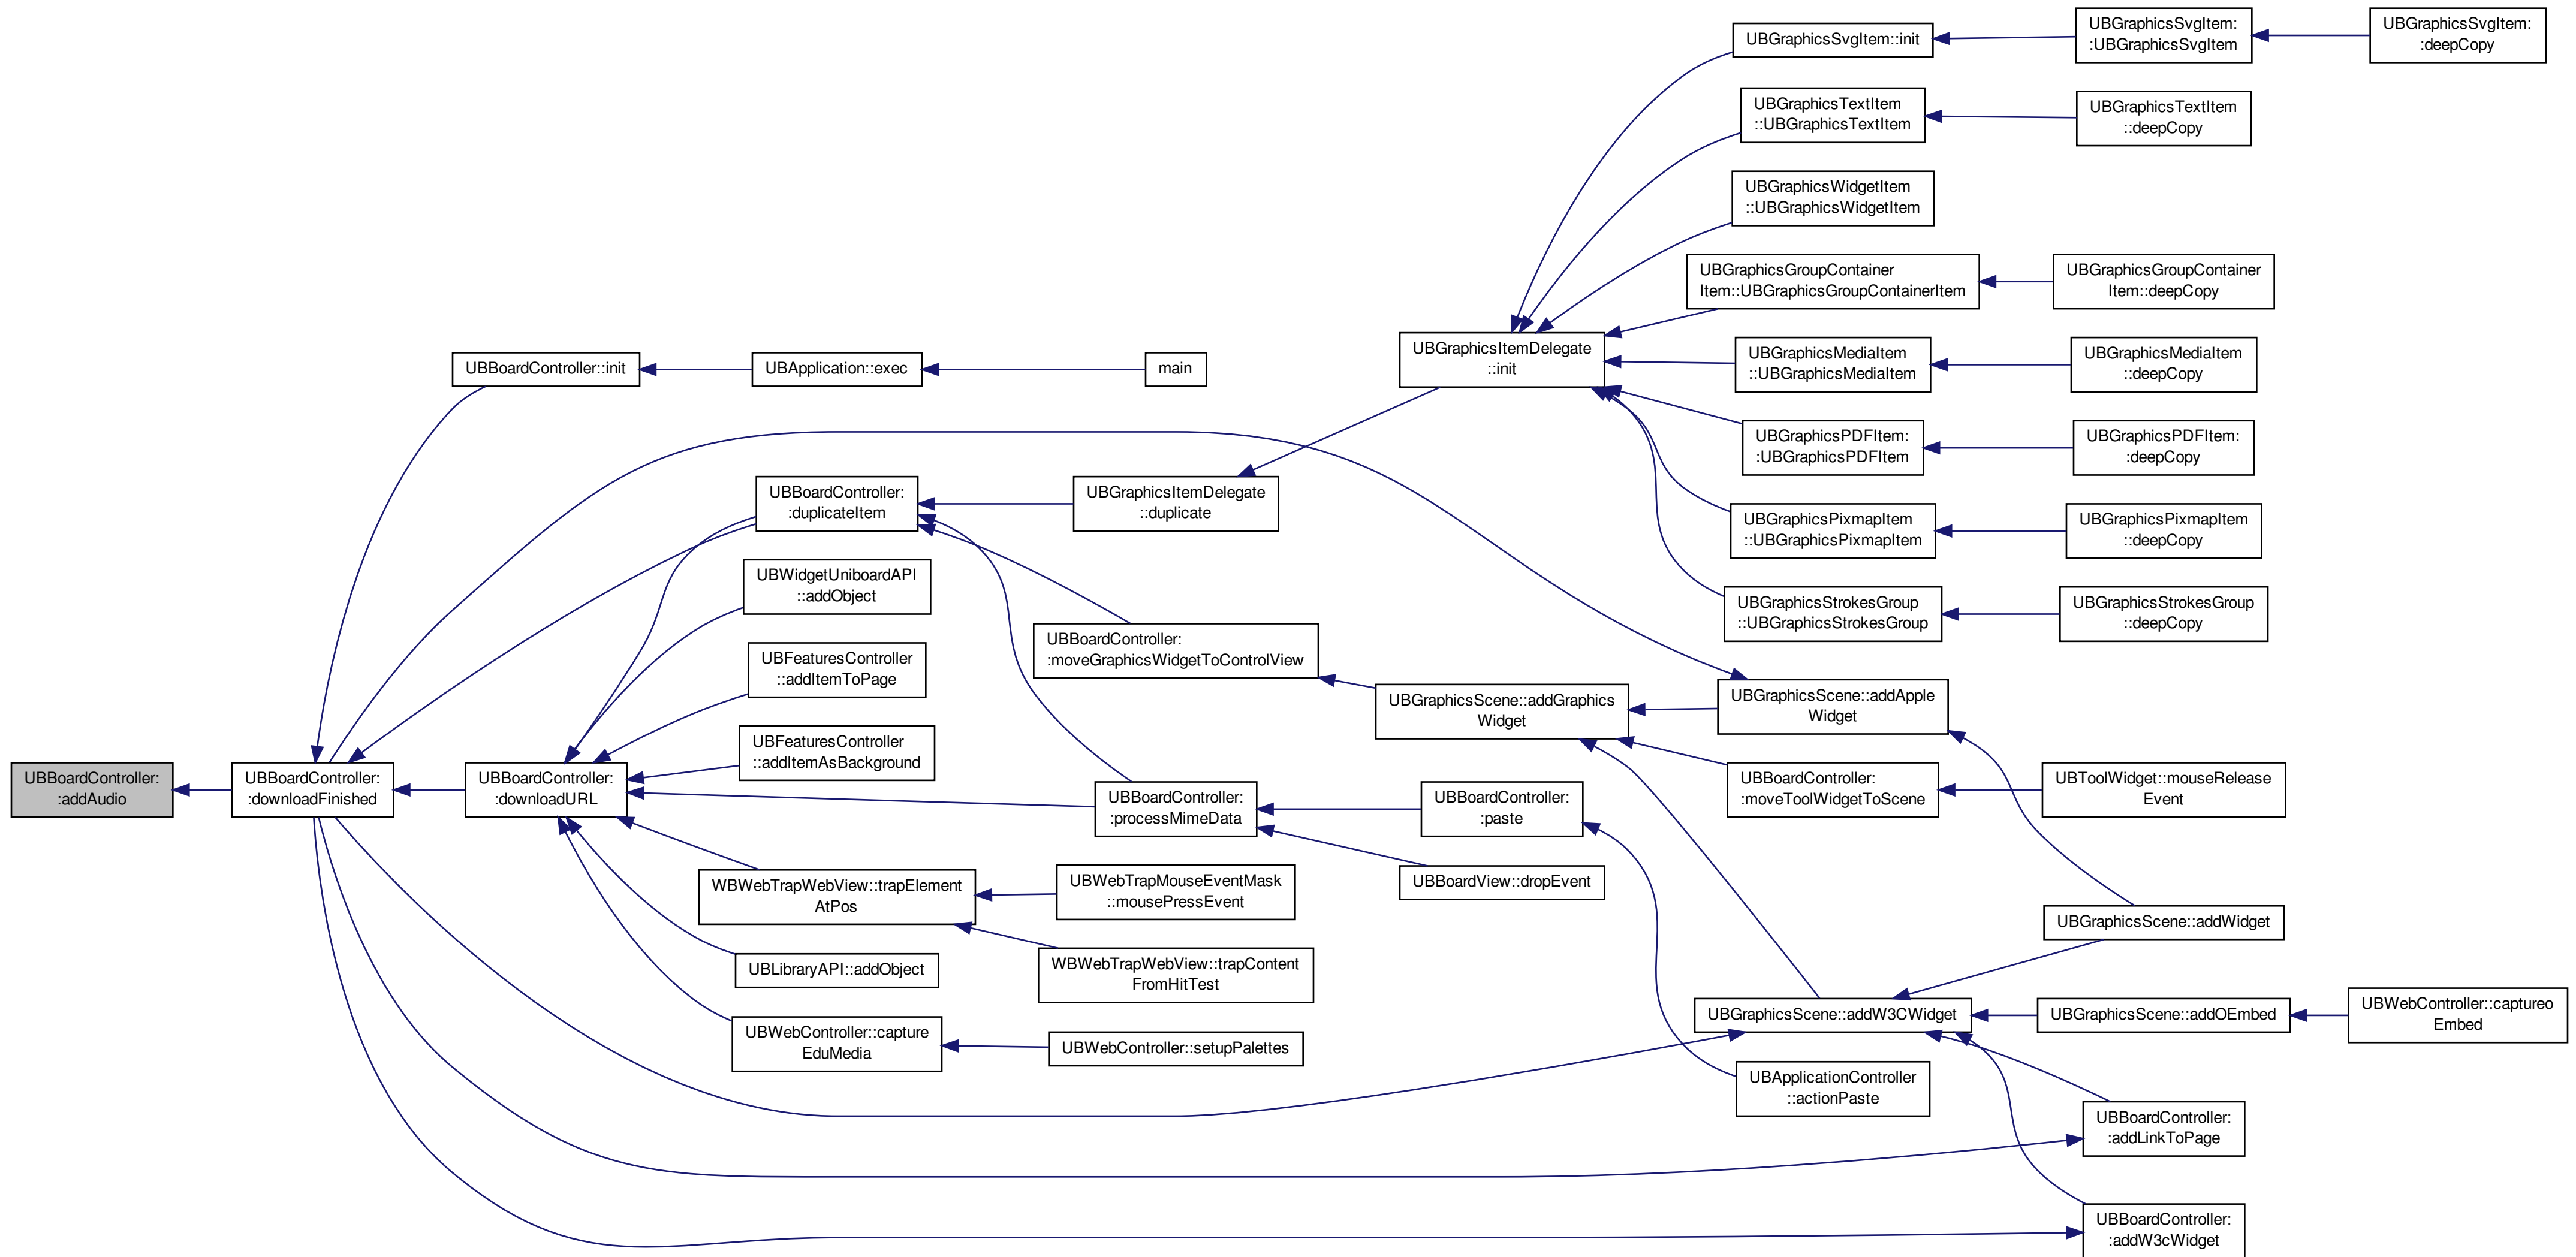 UBBoardController:
:addAudio
UBBoardController:
:downloadFinished
UBBoardController::init
UBApplication::exec
main
UBBoardController:
:duplicateItem
UBGraphicsItemDelegate
::duplicate
UBGraphicsItemDelegate
::init
UBGraphicsSvgItem::init
UBGraphicsSvgItem:
:UBGraphicsSvgItem
UBGraphicsSvgItem:
:deepCopy
UBGraphicsTextItem
::UBGraphicsTextItem
UBGraphicsTextItem
::deepCopy
UBGraphicsWidgetItem
::UBGraphicsWidgetItem
UBGraphicsGroupContainer
Item::UBGraphicsGroupContainerItem
UBGraphicsGroupContainer
Item::deepCopy
UBGraphicsMediaItem
::UBGraphicsMediaItem
UBGraphicsMediaItem
::deepCopy
UBGraphicsPDFItem:
:UBGraphicsPDFItem
UBGraphicsPDFItem:
:deepCopy
UBGraphicsPixmapItem
::UBGraphicsPixmapItem
UBGraphicsPixmapItem
::deepCopy
UBGraphicsStrokesGroup
::UBGraphicsStrokesGroup
UBGraphicsStrokesGroup
::deepCopy
UBBoardController:
:downloadURL
UBWidgetUniboardAPI
::addObject
UBFeaturesController
::addItemToPage
UBFeaturesController
::addItemAsBackground
UBBoardController:
:moveGraphicsWidgetToControlView
UBGraphicsScene::addGraphics
Widget
UBGraphicsScene::addApple
Widget
UBBoardController:
:moveToolWidgetToScene
UBToolWidget::mouseRelease
Event
UBBoardController:
:processMimeData
UBBoardController:
:paste
UBBoardView::dropEvent
WBWebTrapWebView::trapElement
AtPos
UBWebTrapMouseEventMask
::mousePressEvent
WBWebTrapWebView::trapContent
FromHitTest
UBLibraryAPI::addObject
UBWebController::capture
EduMedia
UBWebController::setupPalettes
UBGraphicsScene::addWidget
UBGraphicsScene::addW3CWidget
UBGraphicsScene::addOEmbed
UBWebController::captureo
Embed
UBApplicationController
::actionPaste
UBBoardController:
:addLinkToPage
UBBoardController:
:addW3cWidget